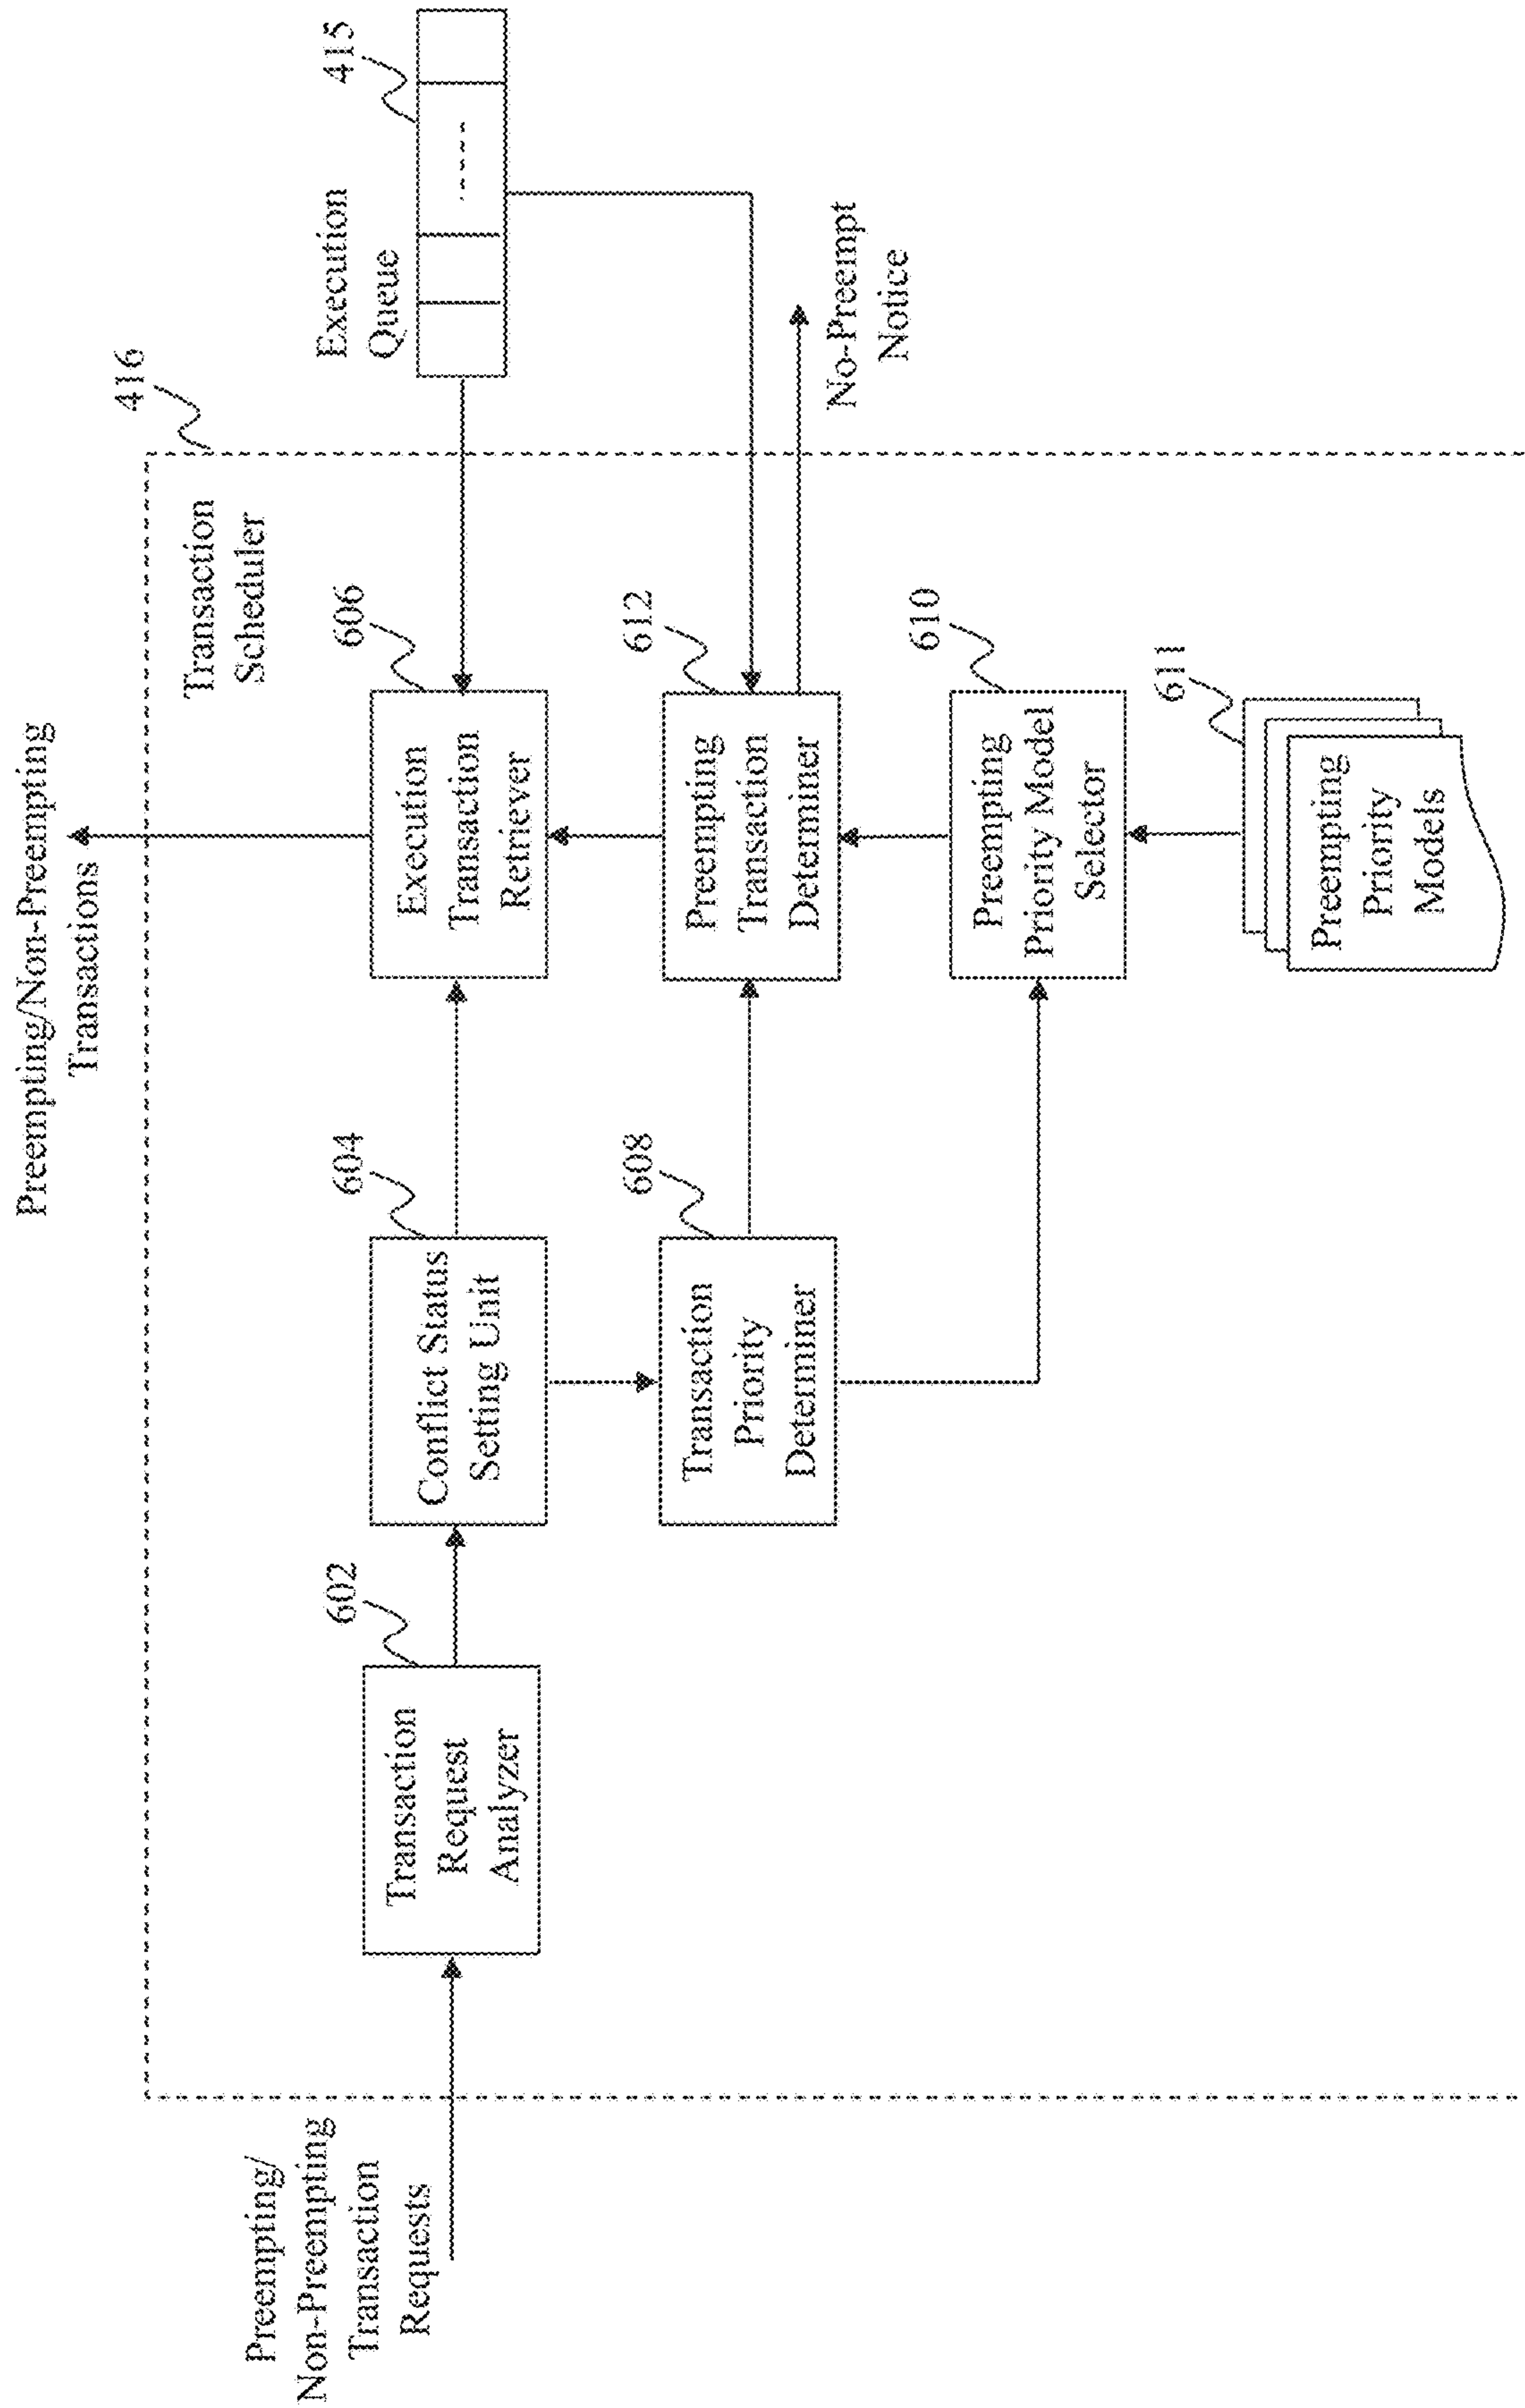 Preempting/Non-Preempting
Transactions
416
Transaction
Scheduler
Execution
Queue
415
Preempting/
Non-Preempting
Transaction
Requests
602
Transaction
Request
Analyzer
604
Conflict Status
Setting Unit
606
Execution
Transaction
Retriever
608
Transaction
Priority
Determiner
612
Preempting
Transaction
Determiner
No-Preempt
Notice
610
Preempting
Priority Model
Selector
611
Preempting
Priority
Models